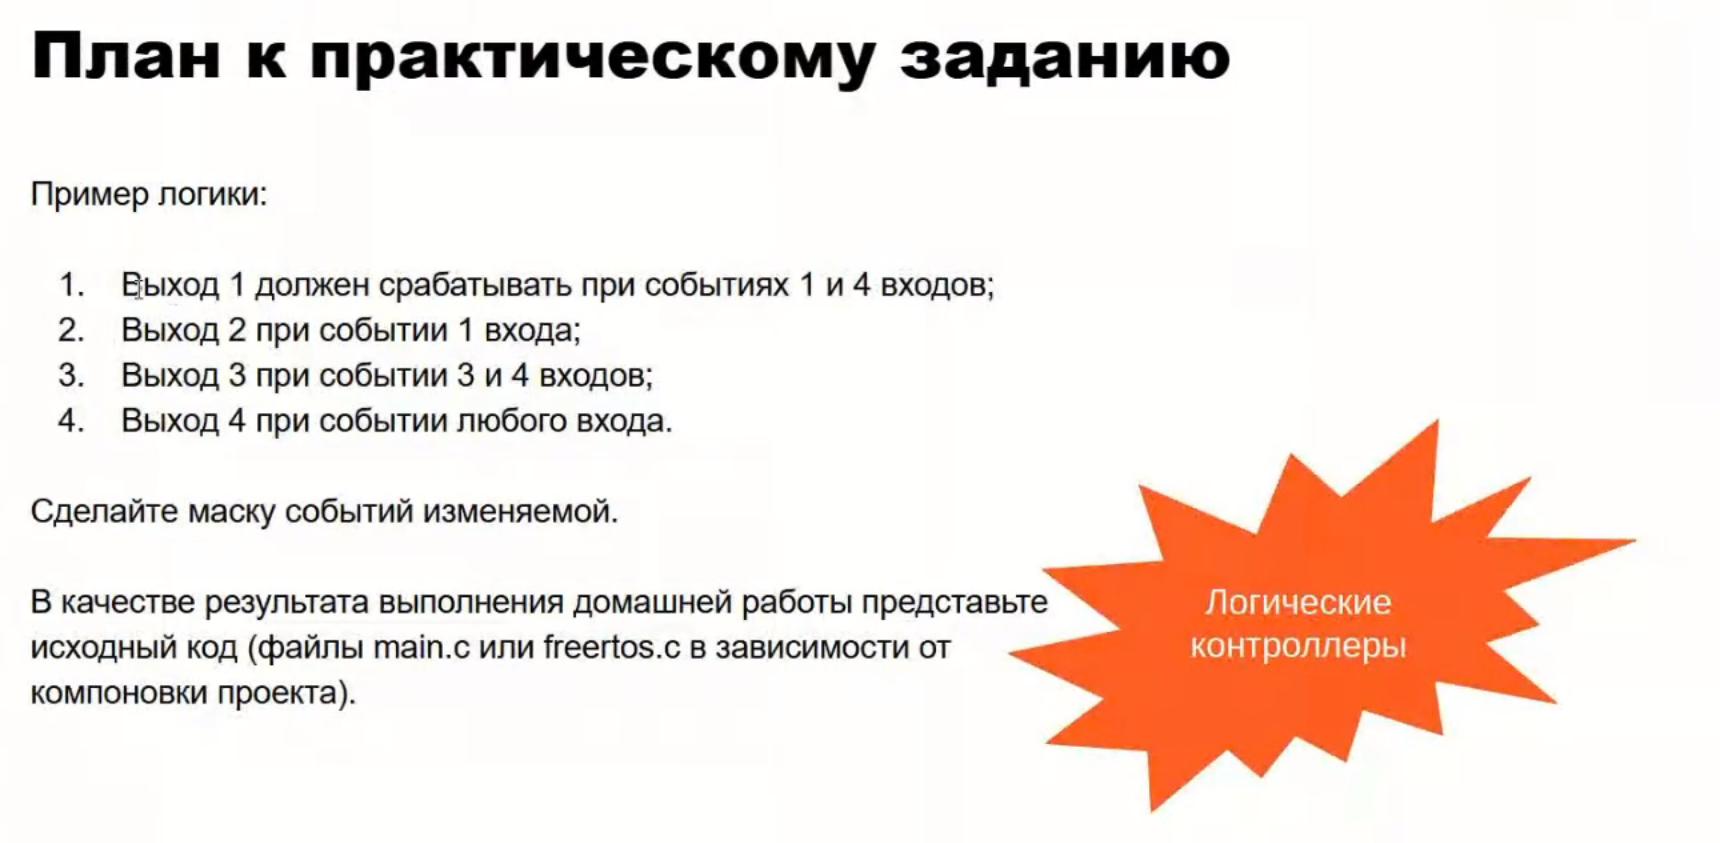 План к практическому заданию
Пример логики:
1. Выход 1 должен срабатывать при событиях 1 и 4 входов;
2. Выход 2 при событии 1 входа;
3. Выход 3 при событии 3 и 4 входов;
4. Выход 4 при событии любого входа.
Сделайте маску событий изменяемой.
В качестве результата выполнения домашней работы представьте
исходный код (файлы main.c или freertos.c в зависимости от
компоновки проекта).
Логические
контроллеры